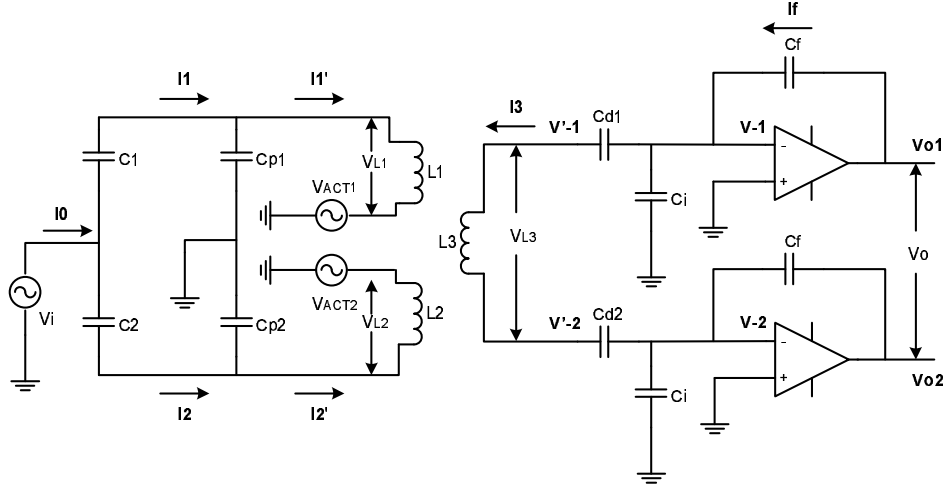 If
Cf
I1
I1'
I3
V'-1
Cd1
V-1
Vo1
C1
Cp1
VL1
L1
-
+
VACT1
Ci
I0
L3
VL3
Vo
Vi
C2
Cp2
VACT2
VL2
L2
Cf
V'-2
Cd2
V-2
-
+
Vo2
Ci
I2
I2'